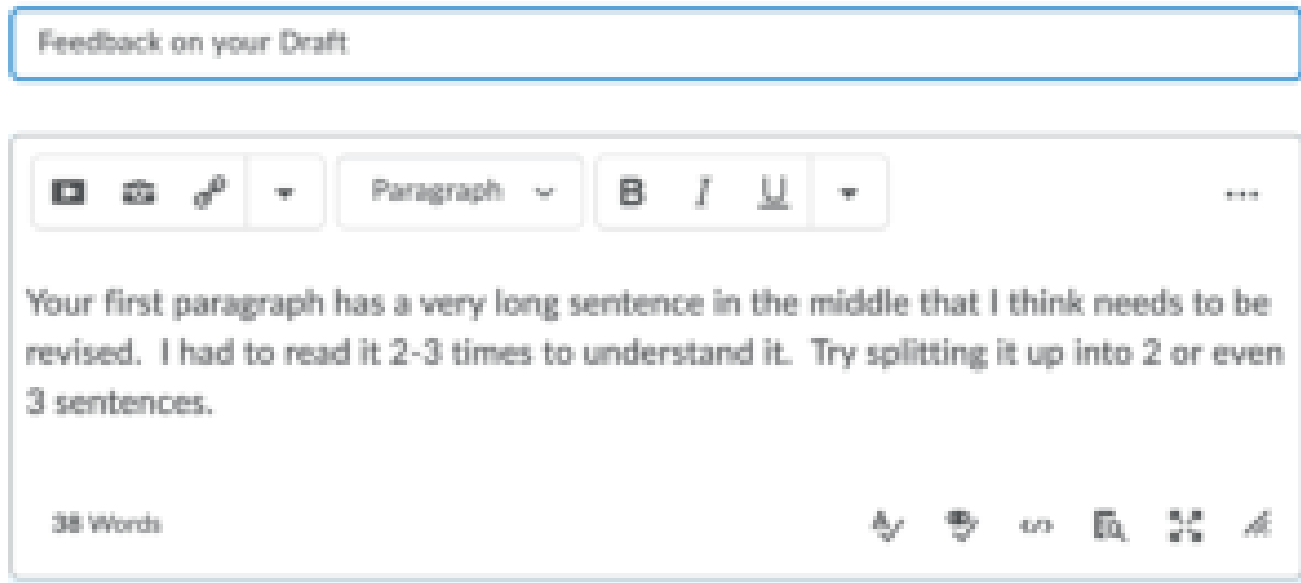 Feedback on your Draft
Paragraph B I U
Your first paragraph has a very long sentence in the middle that I think needs to be
revised.  I had to read it 2-3 times to understand it.  Try splitting it up into 2 or even
3 sentences.
38 Words